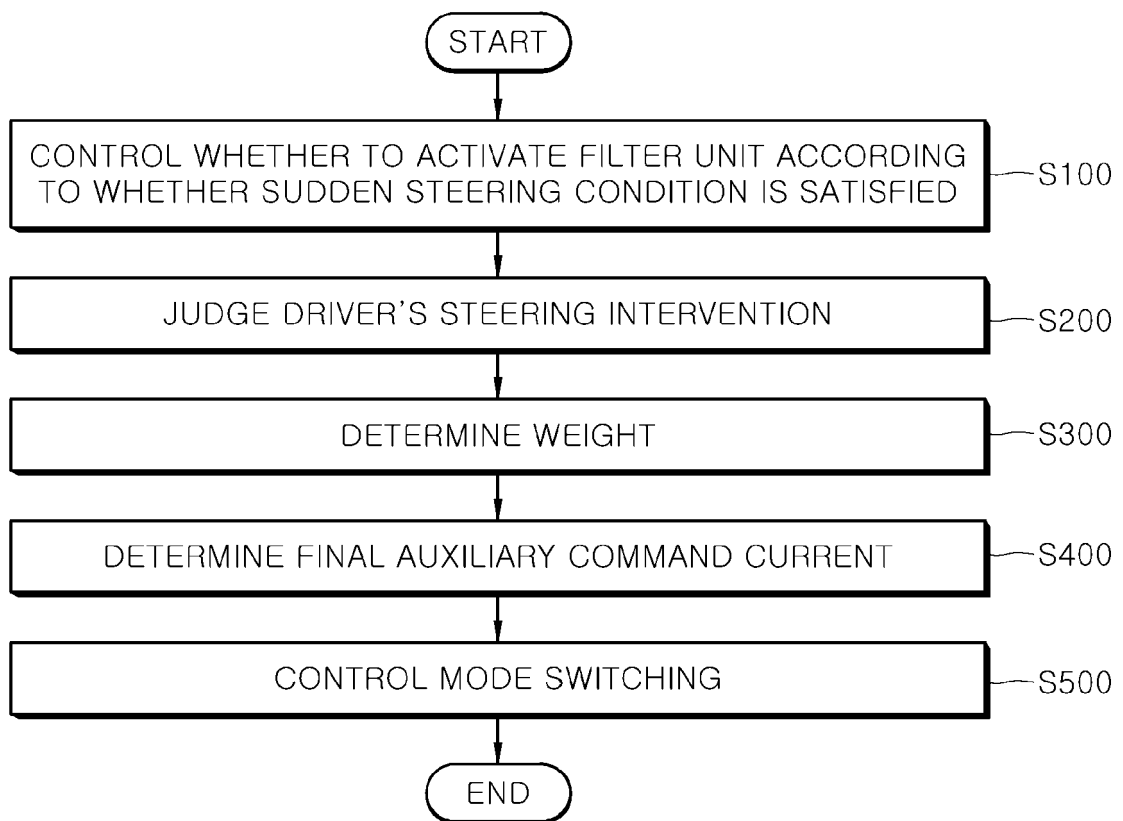 START
CONTROL WHETHER TO ACTIVATE FILTER UNIT ACCORDING
TO WHETHER SUDDEN STEERING CONDITION IS SATISFIED
S100
JUDGE DRIVER'S STEERING INTERVENTION
S200
DETERMINE WEIGHT
S300
DETERMINE FINAL AUXILIARY COMMAND CURRENT
S400
CONTROL MODE SWITCHING
S500
END